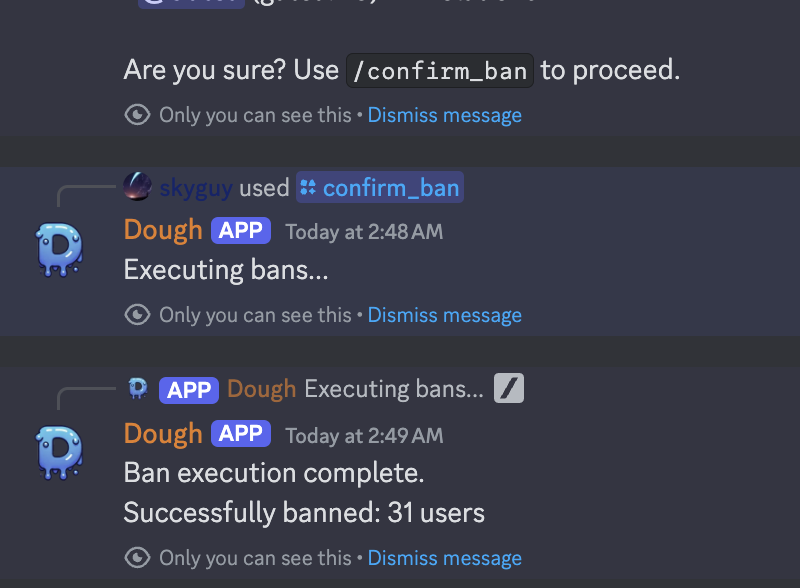 Are you sure? Use /confirm_ban to proceed.
Only you can see this • Dismiss message
skyguy used confirm_ban
Dough APP Today at 2:48 AM
Executing bans...
Only you can see this • Dismiss message
APP Dough Executing bans...
Dough APP Today at 2:49 AM
Ban execution complete.
Successfully banned: 31 users
Only you can see this • Dismiss message